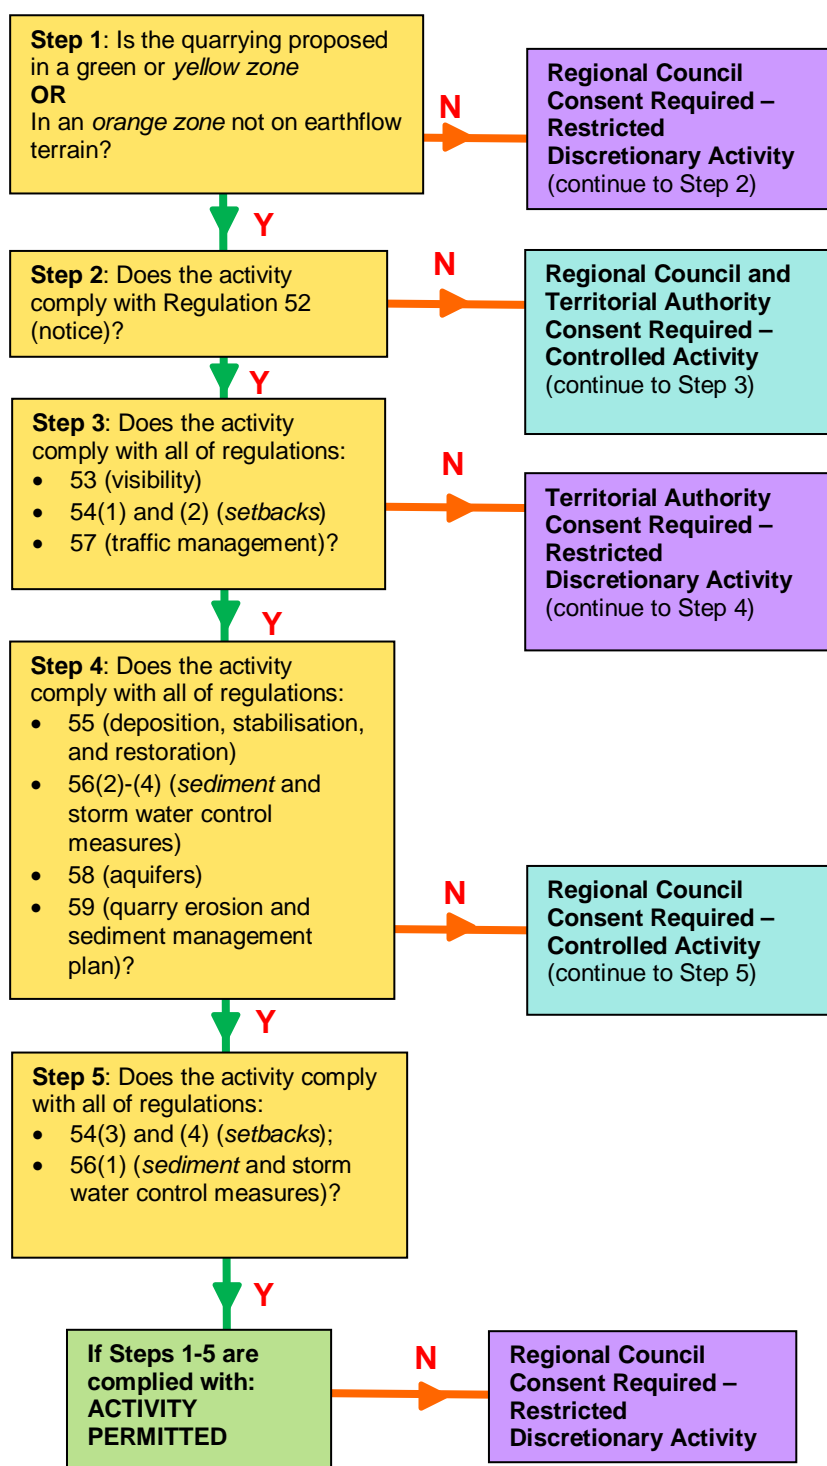 Step 1: Is the quarrying proposed
in a green or yellow zone
OR
In an orange zone not on earthflow
terrain?
N
Regional Council
Consent Required –
Restricted
Discretionary Activity
(continue to Step 2)
Y
Step 2: Does the activity
comply with Regulation 52
(notice)?
N
Regional Council and
Territorial Authority
Consent Required –
Controlled Activity
(continue to Step 3)
Y
Step 3: Does the activity
comply with all of regulations:
• 53 (visibility)
• 54(1) and (2) (setbacks)
• 57 (traffic management)?
N
Territorial Authority
Consent Required –
Restricted
Discretionary Activity
(continue to Step 4)
Y
Step 4: Does the activity
comply with all of regulations:
• 55 (deposition, stabilisation,
and restoration)
• 56(2)-(4) (sediment and
storm water control
measures)
• 58 (aquifers)
• 59 (quarry erosion and
sediment management
plan)?
N
Regional Council
Consent Required –
Controlled Activity
(continue to Step 5)
Y
Step 5: Does the activity comply
with all of regulations:
• 54(3) and (4) (setbacks);
• 56(1) (sediment and storm
water control measures)?
Y
If Steps 1-5 are
complied with:
ACTIVITY
PERMITTED
N
Regional Council
Consent Required –
Restricted
Discretionary Activity